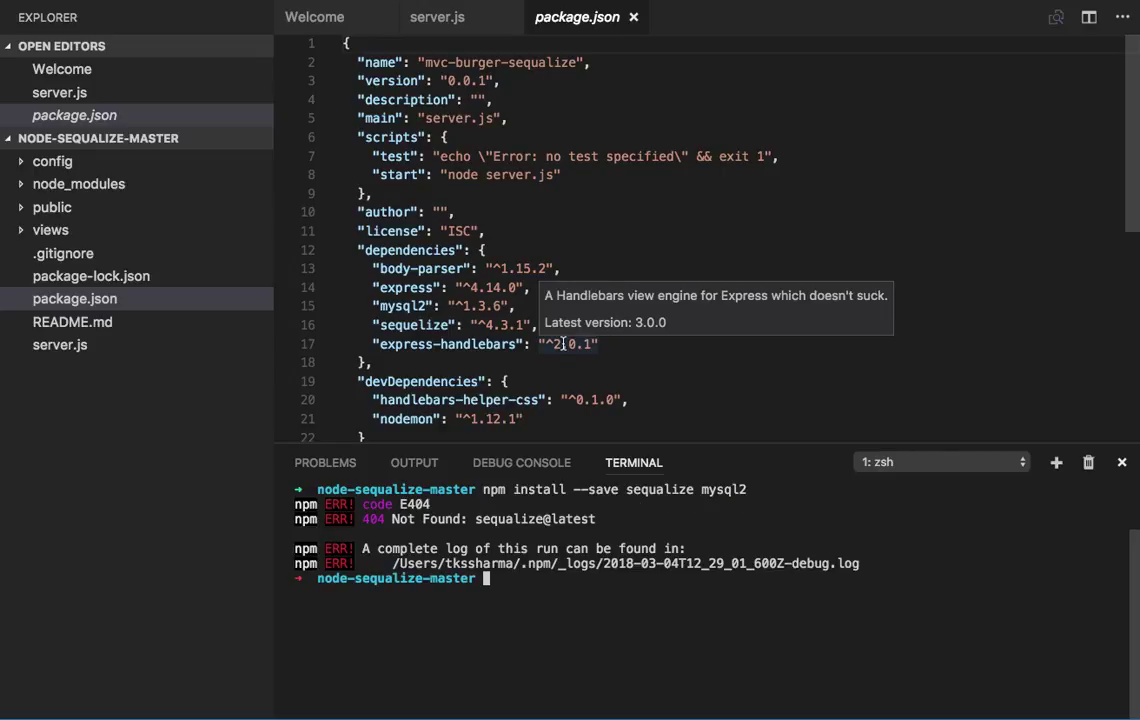 EXPLORER
OPEN EDITORS
Welcome
server.js
package.json
NODE-SEQUALIZE-MASTER
config
node_modules
public
views
.gitignore
package-lock.json
package.json
README.md
server.js
Welcome server.js package.json
1 {
2 "name": "mvc-burger-sequalize",
3 "version": "0.0.1",
4 "description": "",
5 "main": "server.js",
6 "scripts": {
7 "test": "echo \"Error: no test specified\" && exit 1",
8 "start": "node server.js"
9 },
10 "author": "",
11 "license": "ISC",
12 "dependencies": {
13 "body-parser": "^1.15.2",
14 "express": "^4.14.0",
15 "mysql2": "^1.3.6",
16 "sequelize": "^4.3.1",
17 "express-handlebars": "^2.0.1"
18 },
19 "devDependencies": {
20 "handlebars-helper-css": "^0.1.0",
21 "nodemon": "^1.12.1"
22 }
A Handlebars view engine for Express which doesn't suck.
Latest version: 3.0.0
PROBLEMS OUTPUT DEBUG CONSOLE TERMINAL 1: zsh
→ node-sequalize-master npm install --save sequalize mysql2
npm ERR! code E404
npm ERR! 404 Not Found: sequalize@latest
npm ERR! A complete log of this run can be found in:
npm ERR! /Users/tkssharma/.npm/_logs/2018-03-04T12_29_01_600Z-debug.log
→ node-sequalize-master